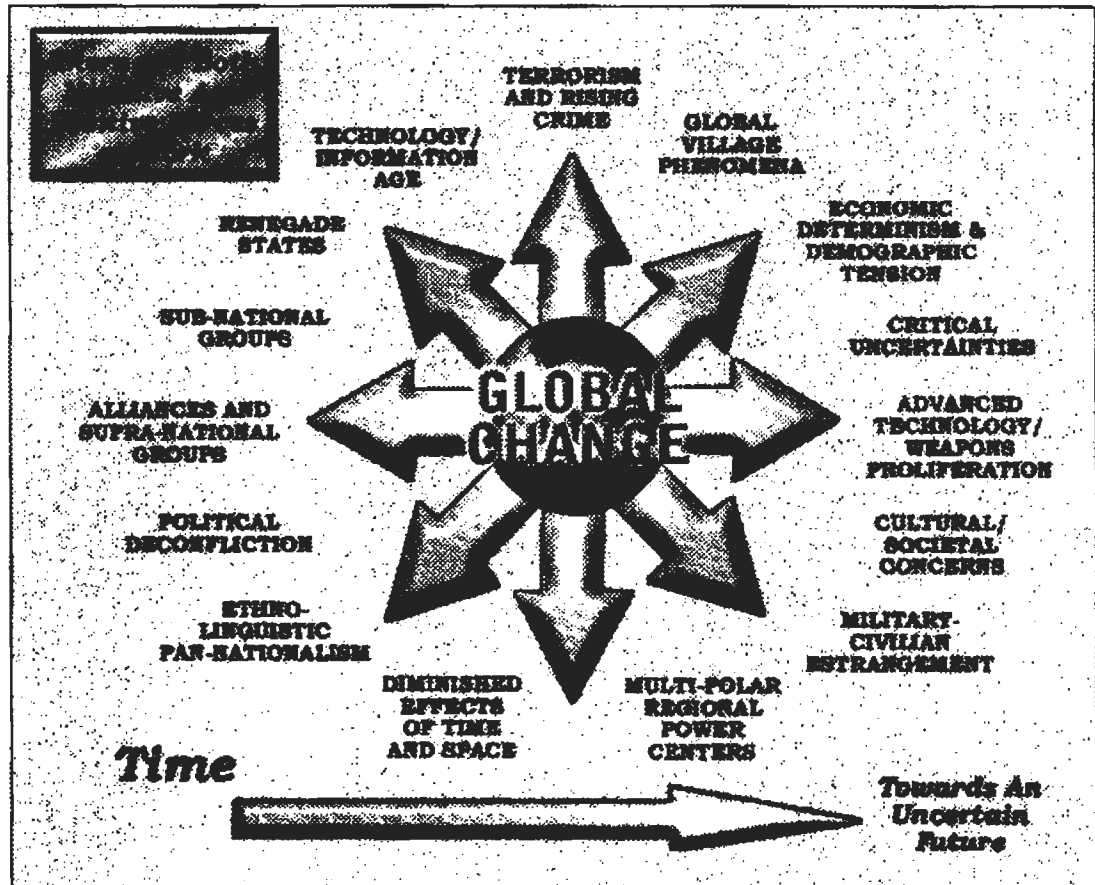 TERRORISM
AND RISING
CRIME
GLOBAL
VILLAGE
PHENOMENA
TECHNOLOGY/
INFORMATION
AGE
RENEGADE
STATES
ECONOMIC
DETERMINISM &
DEMOGRAPHIC
TENSION
SUB-NATIONAL
GROUPS
CRITICAL
UNCERTAINTIES
GLOBAL
CHANGE
ALLIANCES AND
SUPRA-NATIONAL
GROUPS
ADVANCED
TECHNOLOGY/
WEAPONS
PROLIFERATION
POLITICAL
DECONFLICTION
CULTURAL/
SOCIETAL
CONCERNS
ETHNO-
LINGUISTIC
PAN-NATIONALISM
MILITARY-
CIVILIAN
ESTRANGEMENT
DIMINISHED
EFFECTS
OF TIME
AND SPACE
MULTI-POLAR
REGIONAL
POWER
CENTERS
Time
Towards An
Uncertain
Future